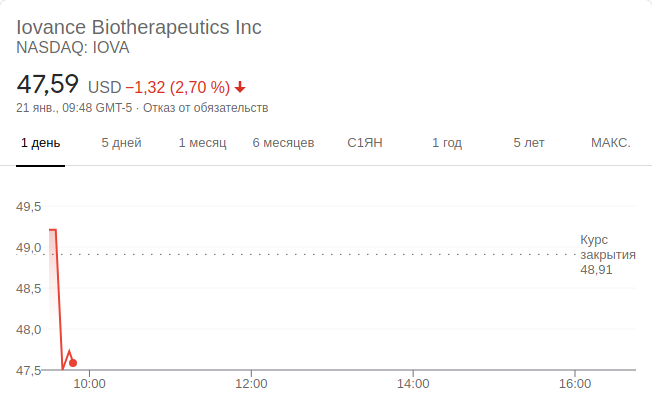 Iovance Biotherapeutics Inc
NASDAQ: IOVA
47,59 USD −1,32 (2,70 %)
21 янв., 09:48 GMT-5 · Отказ от обязательств
1 день 5 дней 1 месяц 6 месяцев С1ЯН 1 год 5 лет МАКС.
49,5
49,0
48,5
48,0
47,5
Курс
закрытия
48,91
10:00 12:00 14:00 16:00